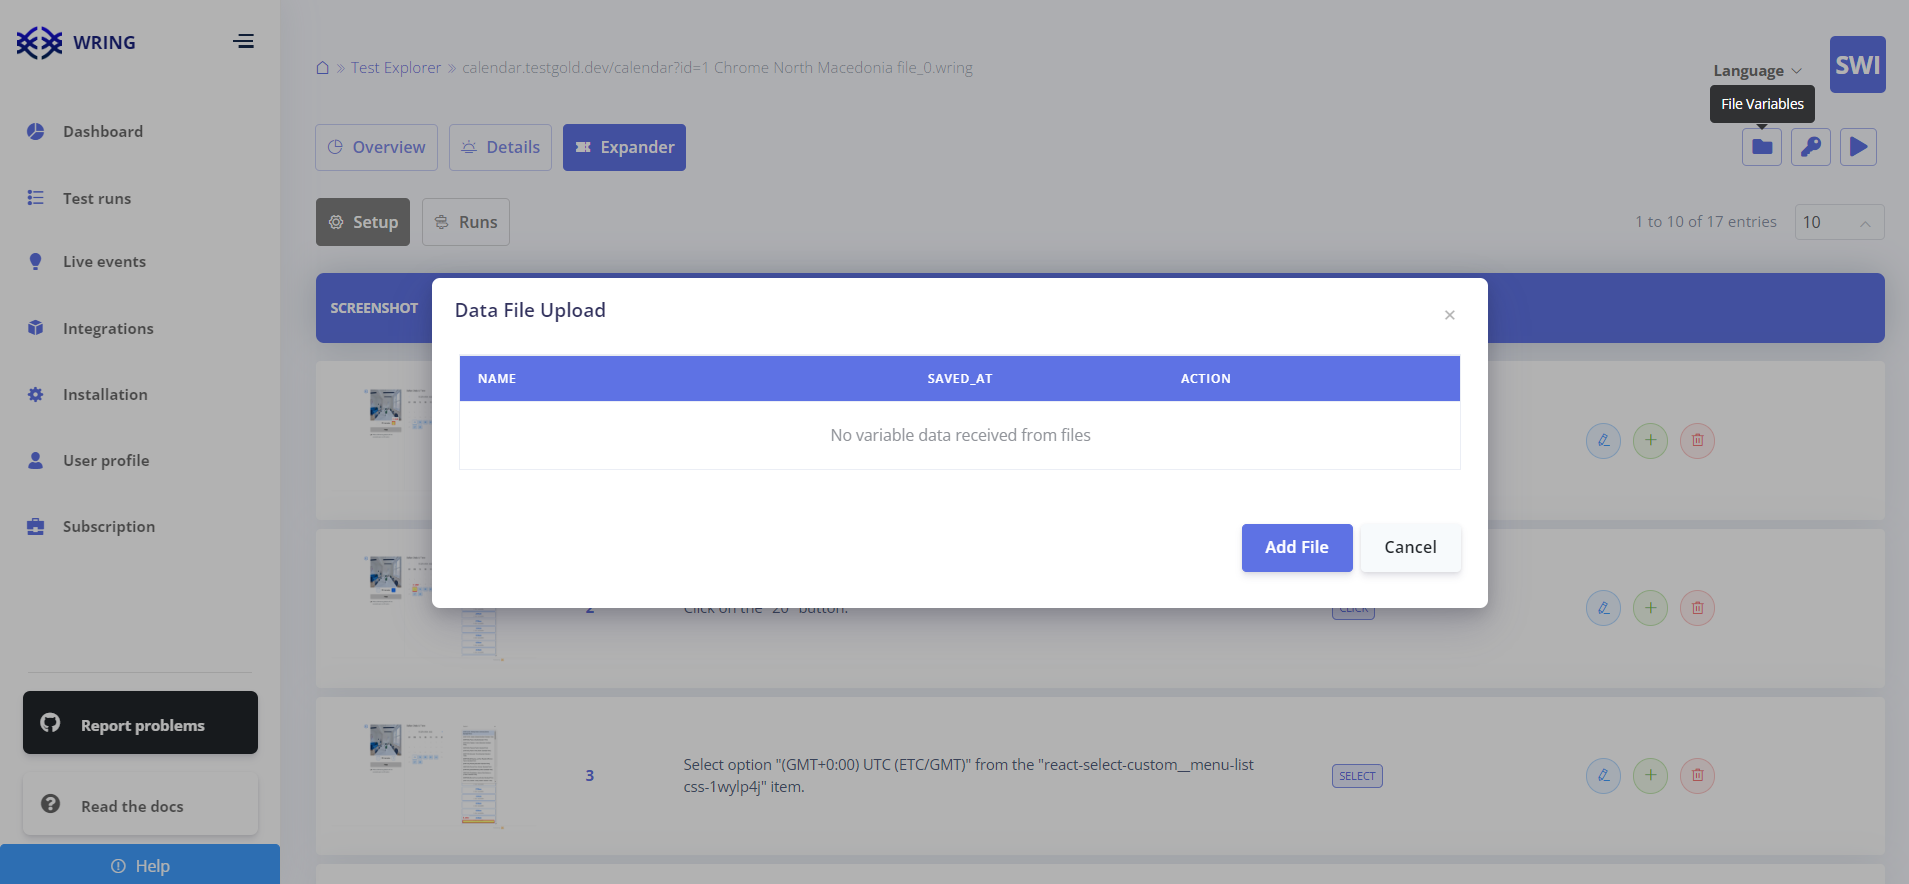 WRING
Dashboard
Test runs
Live events
Integrations
Installation
User profile
Subscription
Report problems
Read the docs
Help
» Test Explorer » calendar.testgold.dev/calendar?id=1 Chrome North Macedonia file_0.wring
Language
SWI
File Variables
Overview
Details
Expander
Setup
Runs
1 to 10 of 17 entries
10
SCREENSHOT
Data File Upload
×
NAME SAVED_AT ACTION
No variable data received from files
Add File
Cancel
2
Click on the "20" button.
CLICK
3
Select option "(GMT+0:00) UTC (ETC/GMT)" from the "react-select-custom__menu-list
css-1wylp4j" item.
SELECT